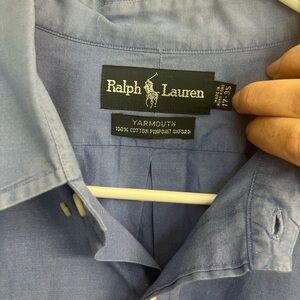 Ralph Lauren
17-35
YARMOUTH
100% COTTON PINPOINT OXFORD